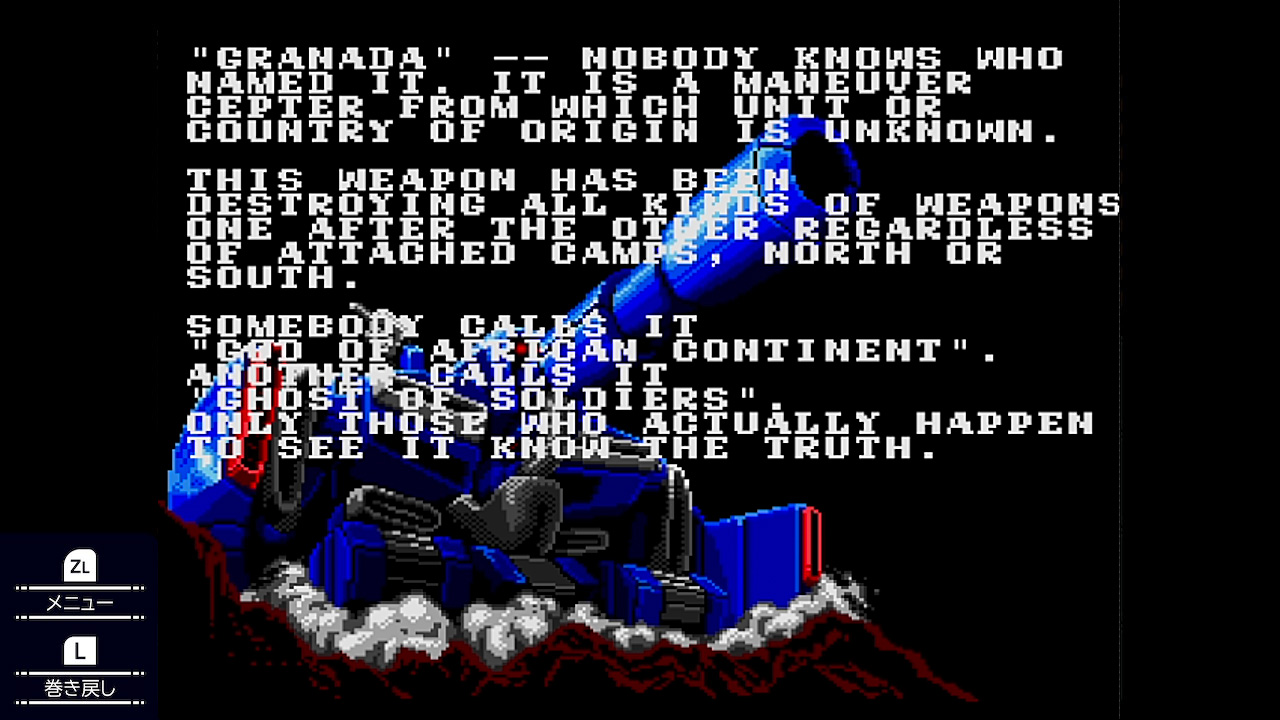 "GRANADA" -- NOBODY KNOWS WHO
NAMED IT. IT IS A MANEUVER
CEPTER FROM WHICH UNIT OR
COUNTRY OF ORIGIN IS UNKNOWN.
THIS WEAPON HAS BEEN
DESTROYING ALL KINDS OF WEAPONS
ONE AFTER THE OTHER REGARDLESS
OF ATTACHED CAMPS, NORTH OR
SOUTH.
SOMEBODY CALLS IT
"GOD OF AFRICAN CONTINENT".
ANOTHER CALLS IT
"GHOST OF SOLDIERS".
ONLY THOSE WHO ACTUALLY HAPPEN
TO SEE IT KNOW THE TRUTH.
ZL
メニュー
L
巻き戻し